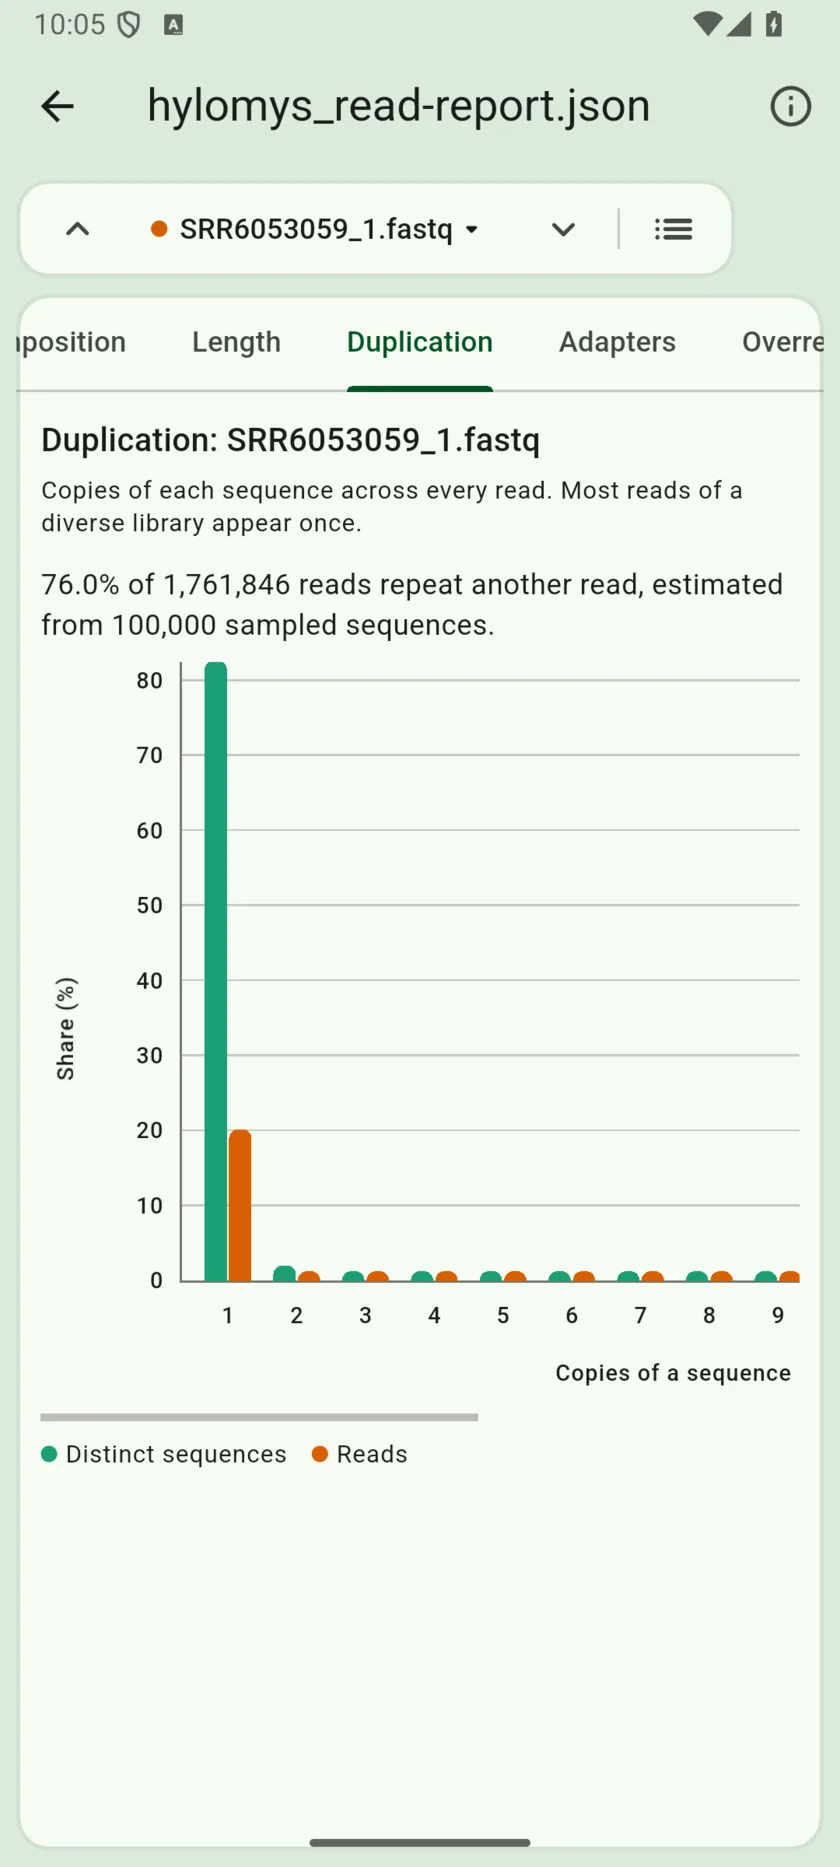 10:05
A
hylomys_read-report.json
SRR6053059_1.fastq
position Length Duplication Adapters Overre
Duplication: SRR6053059_1.fastq
Copies of each sequence across every read. Most reads of a
diverse library appear once.
76.0% of 1,761,846 reads repeat another read, estimated
from 100,000 sampled sequences.
80
70
60
50
40
30
20
10
0
Share (%)
1 2 3 4 5 6 7 8 9
Copies of a sequence
Distinct sequences Reads